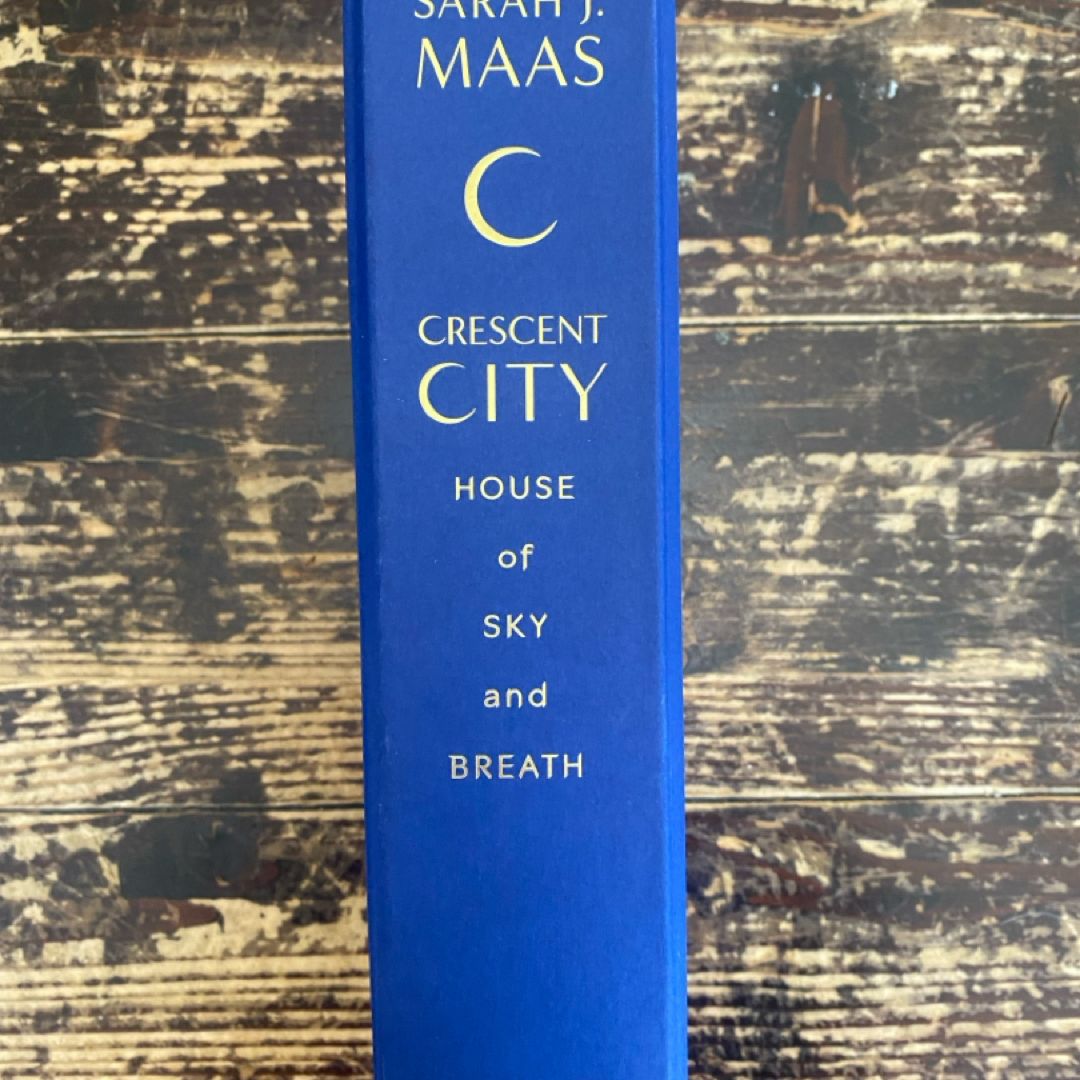 SARAH J.
MAAS
CRESCENT
CITY
HOUSE
of
SKY
and
BREATH